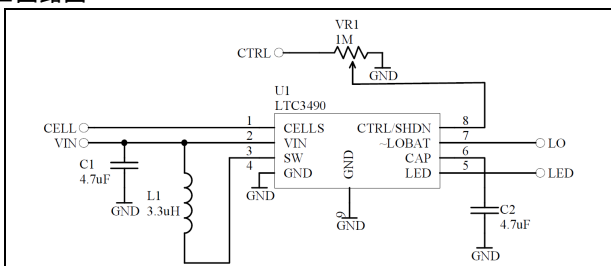 VR1
1M
CTRL
GND
U1
LTC3490
CELL
1
CELLS
CTRL/SHDN
8
VIN
2
VIN
~LOBAT
7
LO
3
SW
CAP
6
4
GND
GND
LED
5
LED
C1
4.7uF
GND
L1
3.3uH
GND
9
GND
C2
4.7uF
GND